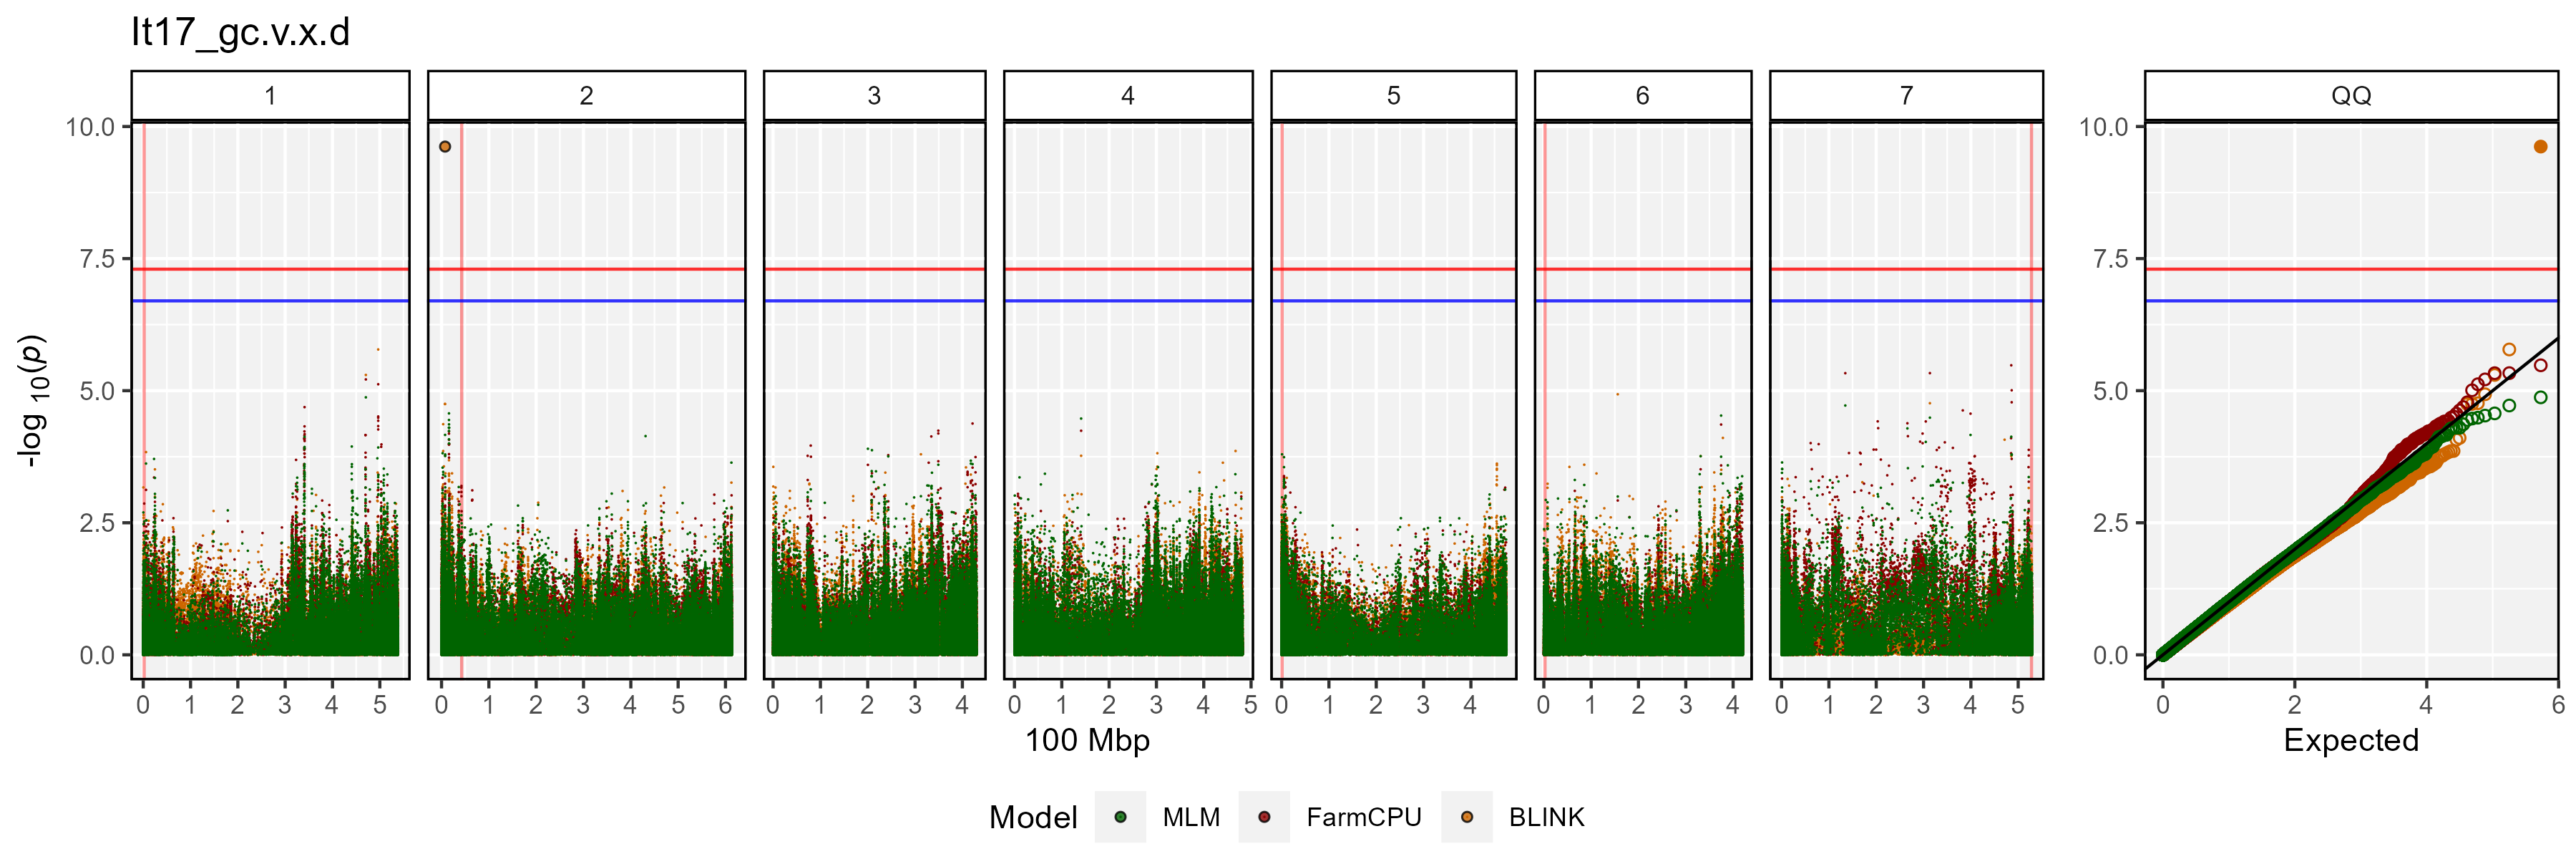 It17_gc.v.x.d
1 2 3 4 5 6 7 QQ
10.0 7.5 5.0 2.5 0.0
-log 10(p)
10.0 7.5 5.0 2.5 0.0
0 1 2 3 4 5 0 1 2 3 4 5 6 0 1 2 3 4 0 1 2 3 4 5 0 1 2 3 4 0 1 2 3 4 0 1 2 3 4 5 0 2 4 6
100 Mbp Expected
Model MLM FarmCPU BLINK